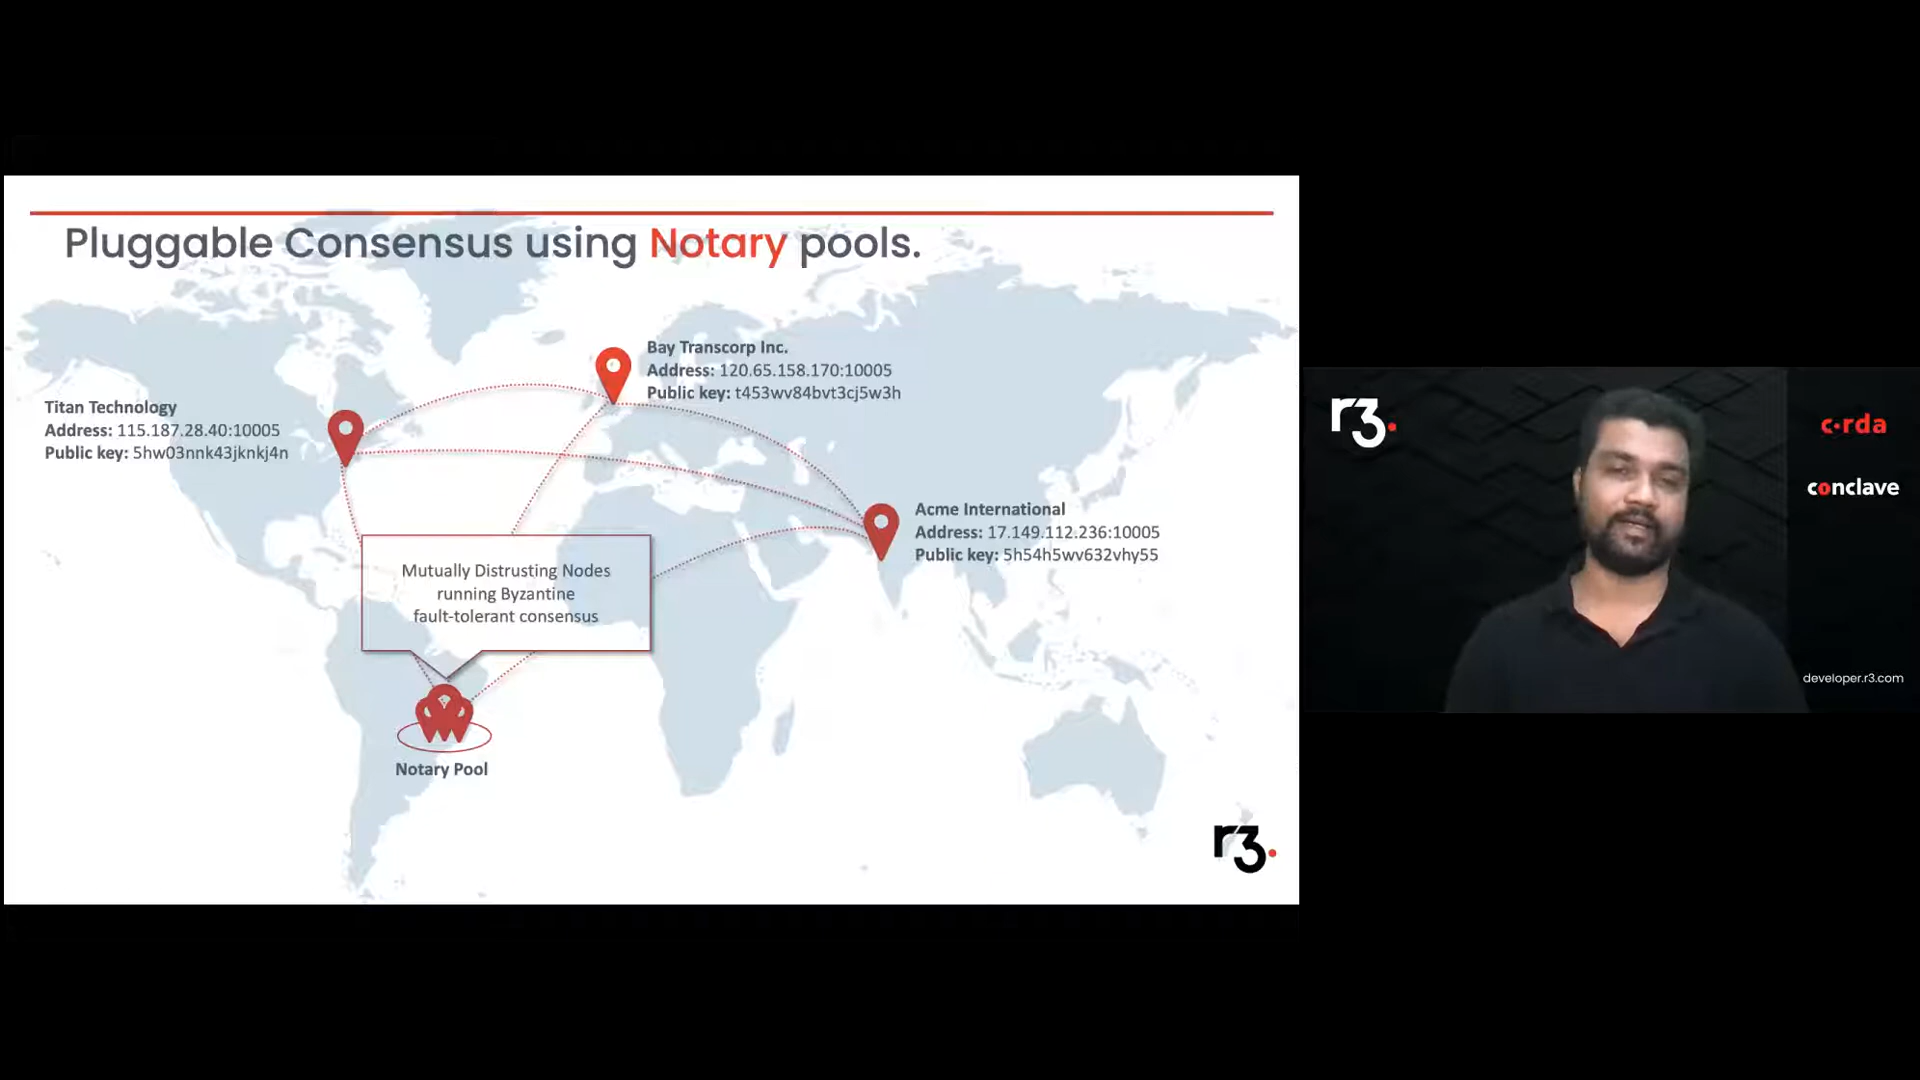 Pluggable Consensus using Notary pools.
Bay Transcorp Inc.
Address: 120.65.158.170:10005
Public key: t453wv84bvt3cj5w3h
Titan Technology
Address: 115.187.28.40:10005
Public key: 5hw03nnk43jknkj4n
Acme International
Address: 17.149.112.236:10005
Public key: 5h54h5wv632vhy55
Mutually Distrusting Nodes
running Byzantine
fault-tolerant consensus
Notary Pool
r3.
r3.
c·rda
conclave
developer.r3.com